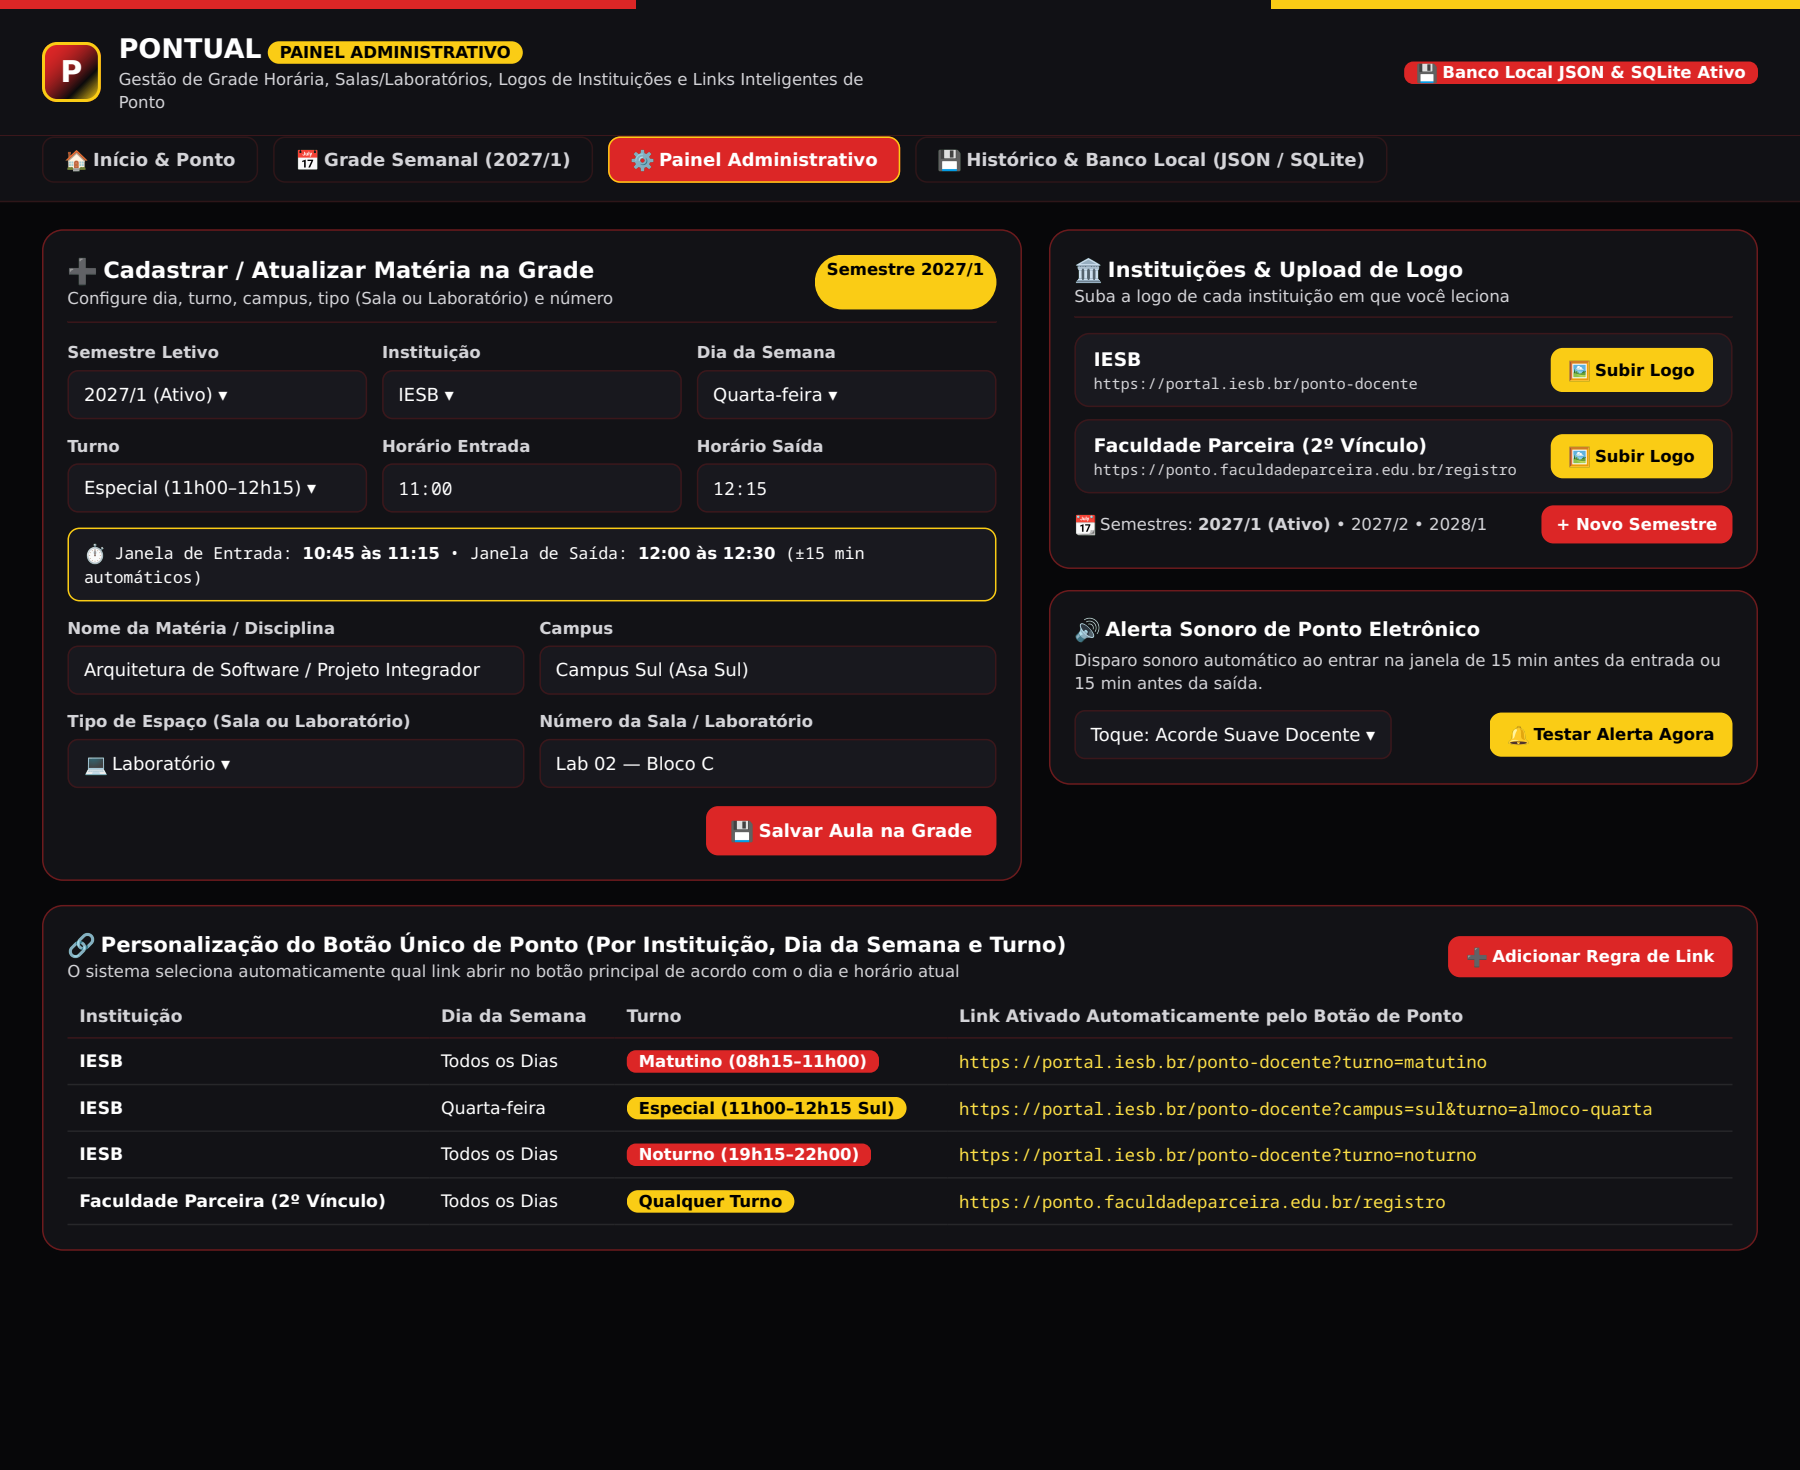 P
PONTUAL PAINEL ADMINISTRATIVO
Gestão de Grade Horária, Salas/Laboratórios, Logos de Instituições e Links Inteligentes de
Ponto
💾 Banco Local JSON & SQLite Ativo
🏠 Início & Ponto
📅 Grade Semanal (2027/1)
⚙️ Painel Administrativo
💾 Histórico & Banco Local (JSON / SQLite)
➕ Cadastrar / Atualizar Matéria na Grade
Configure dia, turno, campus, tipo (Sala ou Laboratório) e número
Semestre 2027/1
Semestre Letivo
Instituição
Dia da Semana
2027/1 (Ativo) ▾
IESB ▾
Quarta-feira ▾
Turno
Horário Entrada
Horário Saída
Especial (11h00–12h15) ▾
11:00
12:15
⏱️ Janela de Entrada: 10:45 às 11:15 • Janela de Saída: 12:00 às 12:30 (±15 min
automáticos)
Nome da Matéria / Disciplina
Campus
Arquitetura de Software / Projeto Integrador
Campus Sul (Asa Sul)
Tipo de Espaço (Sala ou Laboratório)
Número da Sala / Laboratório
💻 Laboratório ▾
Lab 02 — Bloco C
💾 Salvar Aula na Grade
🏛️ Instituições & Upload de Logo
Suba a logo de cada instituição em que você leciona
IESB
https://portal.iesb.br/ponto-docente
🖼️ Subir Logo
Faculdade Parceira (2º Vínculo)
https://ponto.faculdadeparceira.edu.br/registro
🖼️ Subir Logo
📆 Semestres: 2027/1 (Ativo) • 2027/2 • 2028/1
+ Novo Semestre
🔊 Alerta Sonoro de Ponto Eletrônico
Disparo sonoro automático ao entrar na janela de 15 min antes da entrada ou
15 min antes da saída.
Toque: Acorde Suave Docente ▾
🔔 Testar Alerta Agora
🔗 Personalização do Botão Único de Ponto (Por Instituição, Dia da Semana e Turno)
O sistema seleciona automaticamente qual link abrir no botão principal de acordo com o dia e horário atual
➕ Adicionar Regra de Link
Instituição Dia da Semana Turno Link Ativado Automaticamente pelo Botão de Ponto
IESB Todos os Dias Matutino (08h15–11h00) https://portal.iesb.br/ponto-docente?turno=matutino
IESB Quarta-feira Especial (11h00–12h15 Sul) https://portal.iesb.br/ponto-docente?campus=sul&turno=almoco-quarta
IESB Todos os Dias Noturno (19h15–22h00) https://portal.iesb.br/ponto-docente?turno=noturno
Faculdade Parceira (2º Vínculo) Todos os Dias Qualquer Turno https://ponto.faculdadeparceira.edu.br/registro